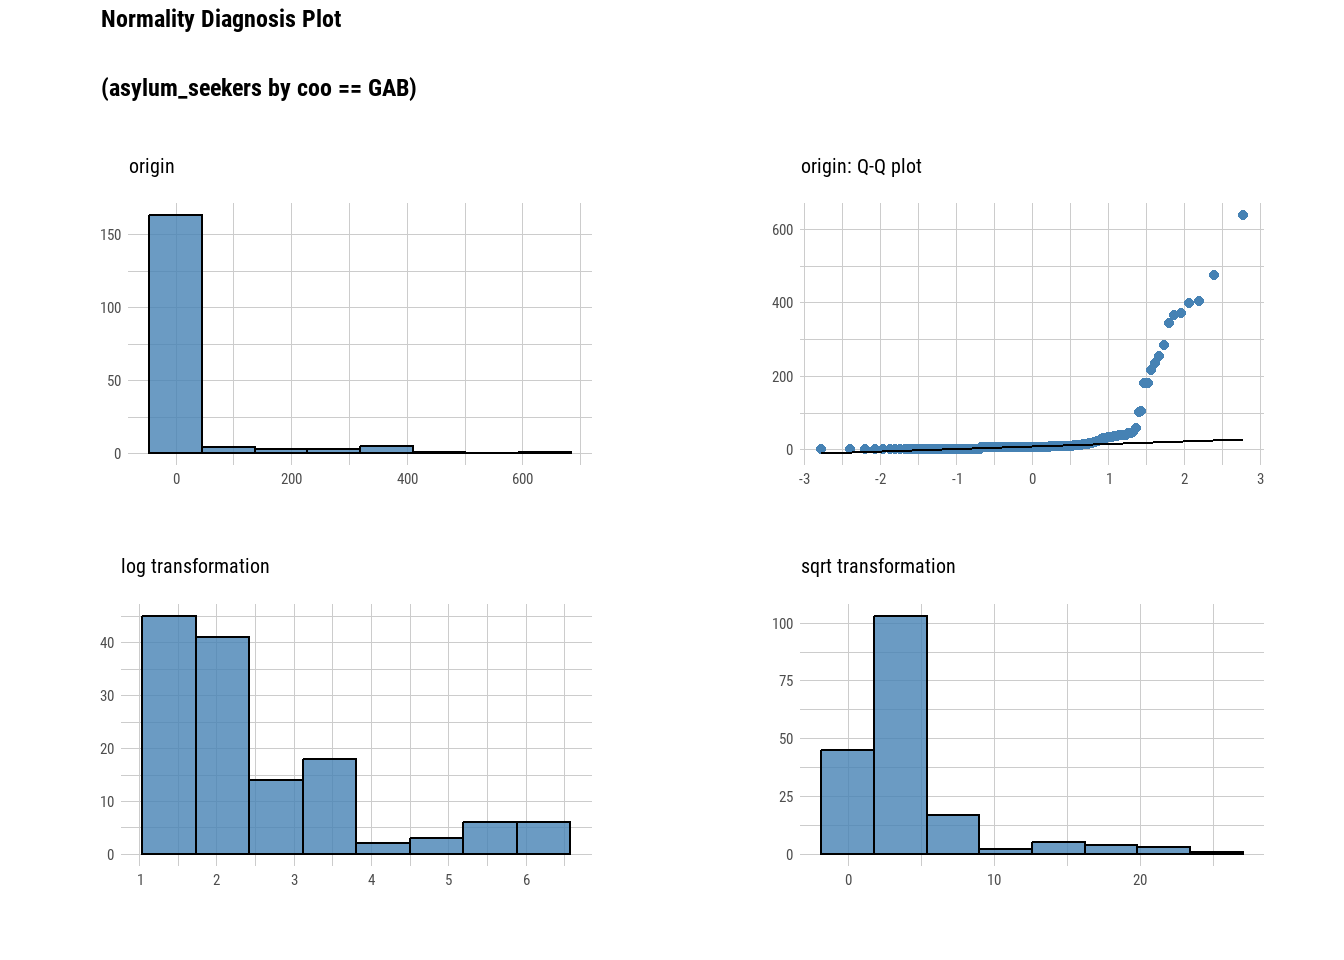 Normality Diagnosis Plot
(asylum_seekers by coo == GAB)
origin
150
100
50
0
0 200 400 600
origin: Q-Q plot
600
400
200
0
-3 -2 -1 0 1 2 3
log transformation
40
30
20
10
0
1 2 3 4 5 6
sqrt transformation
100
75
50
25
0
0 10 20